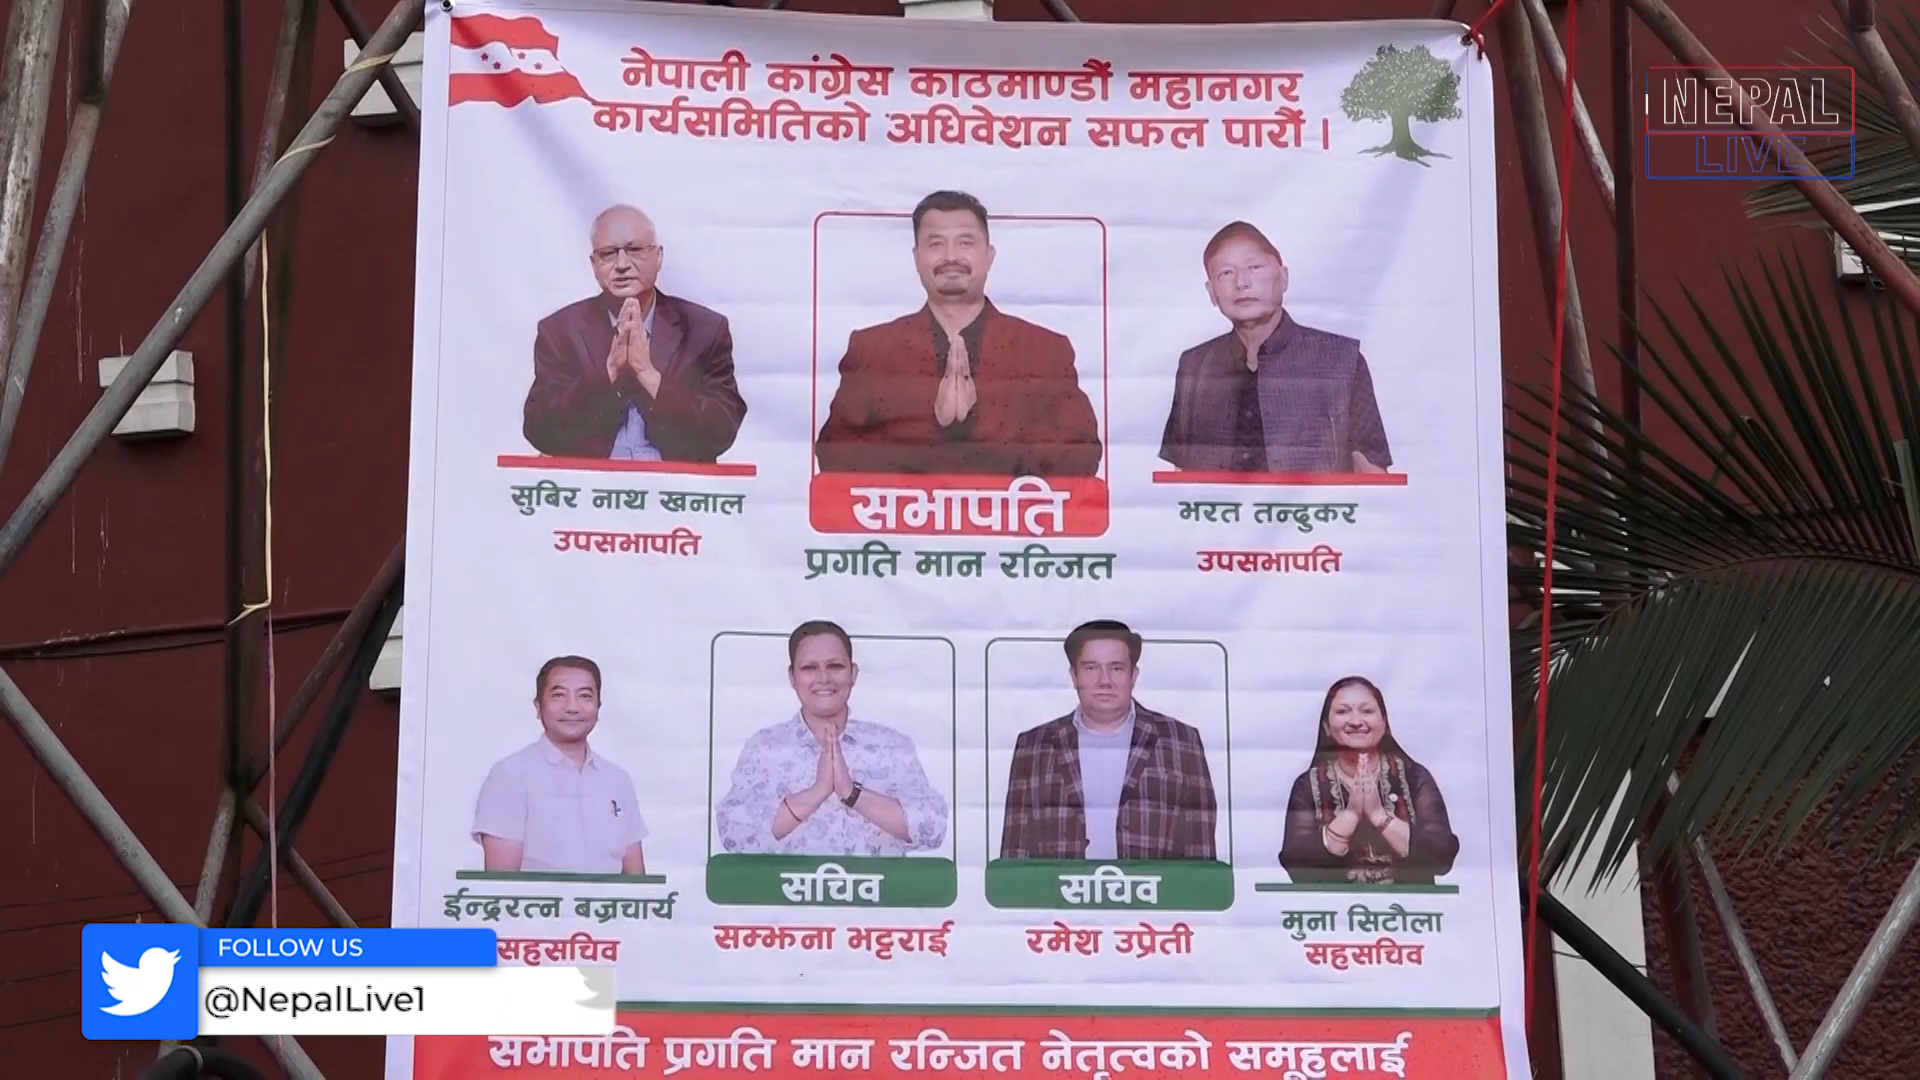 नेपाली कांग्रेस काठमाण्डौं महानगर
कार्यसमितिको अधिवेशन सफल पारौं ।
NEPAL
LIVE
सुबिर नाथ खनाल
उपसभापति
सभापति
प्रगति मान रन्जित
भरत तन्दुकर
उपसभापति
ईन्द्ररत्न बज्रचार्य
सहसचिव
सचिव
सम्झना भट्टराई
सचिव
रमेश उप्रेती
मुना सिटौला
सहसचिव
FOLLOW US
@NepalLive1
सभापति प्रगति मान रन्जित नेतृत्वको समूहलाई